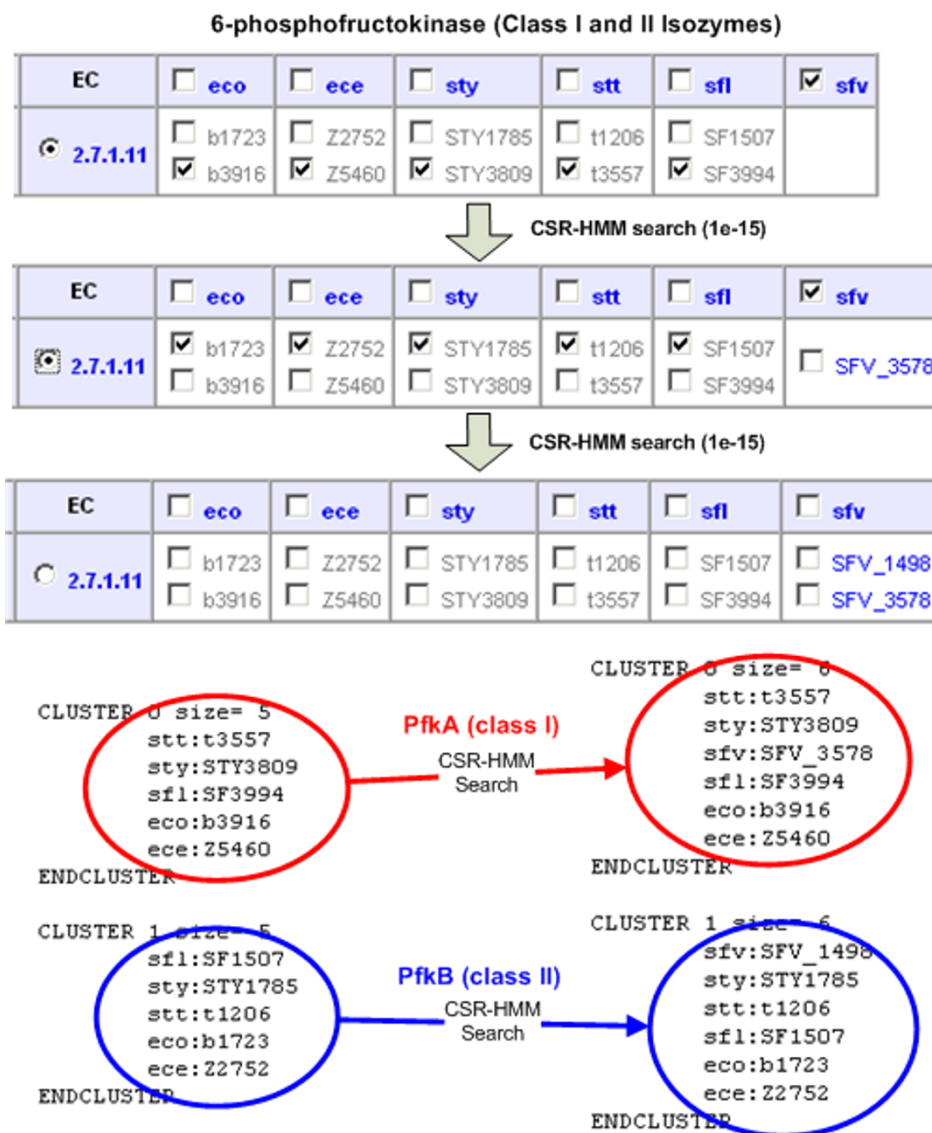 6-phosphofructokinase (Class I and II Isozymes)
EC eco ece sty stt sfl sfv
b1723 Z2752 STY1785 t1206 SF1507
2.7.1.11
b3916 Z5460 STY3809 t3557 SF3994
CSR-HMM search (1e-15)
EC eco ece sty stt sfl sfv
b1723 Z2752 STY1785 t1206 SF1507
2.7.1.11 SFV_3578
b3916 Z5460 STY3809 t3557 SF3994
CSR-HMM search (1e-15)
EC eco ece sty stt sfl sfv
b1723 Z2752 STY1785 t1206 SF1507 SFV_1498
2.7.1.11
b3916 Z5460 STY3809 t3557 SF3994 SFV_3578
CLUSTER 0 size= 5
stt:t3557
sty:STY3809
sfl:SF3994
eco:b3916
ece:Z5460
ENDCLUSTER
PfkA (class I)
CSR-HMM
Search
CLUSTER 0 size= 6
stt:t3557
sty:STY3809
sfv:SFV_3578
sfl:SF3994
eco:b3916
ece:Z5460
ENDCLUSTER
CLUSTER 1 size= 5
sfl:SF1507
sty:STY1785
stt:t1206
eco:b1723
ece:Z2752
ENDCLUSTER
PfkB (class II)
CSR-HMM
Search
CLUSTER 1 size= 6
sfv:SFV_1498
sty:STY1785
stt:t1206
sfl:SF1507
eco:b1723
ece:Z2752
ENDCLUSTER